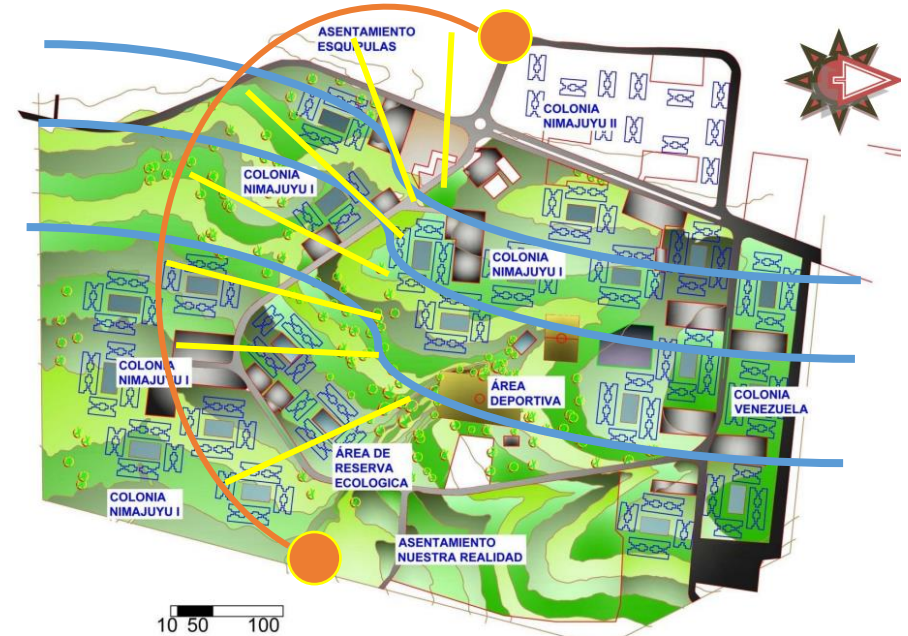 ASENTAMIENTO
ESQUIPULAS
COLONIA
NIMAJUYU II
COLONIA
NIMAJUYU I
COLONIA
NIMAJUYU I
COLONIA
NIMAJUYU I
ÁREA
DEPORTIVA
COLONIA
VENEZUELA
ÁREA DE
RESERVA
ECOLOGICA
COLONIA
NIMAJUYU I
ASENTAMIENTO
NUESTRA REALIDAD
10 50 100